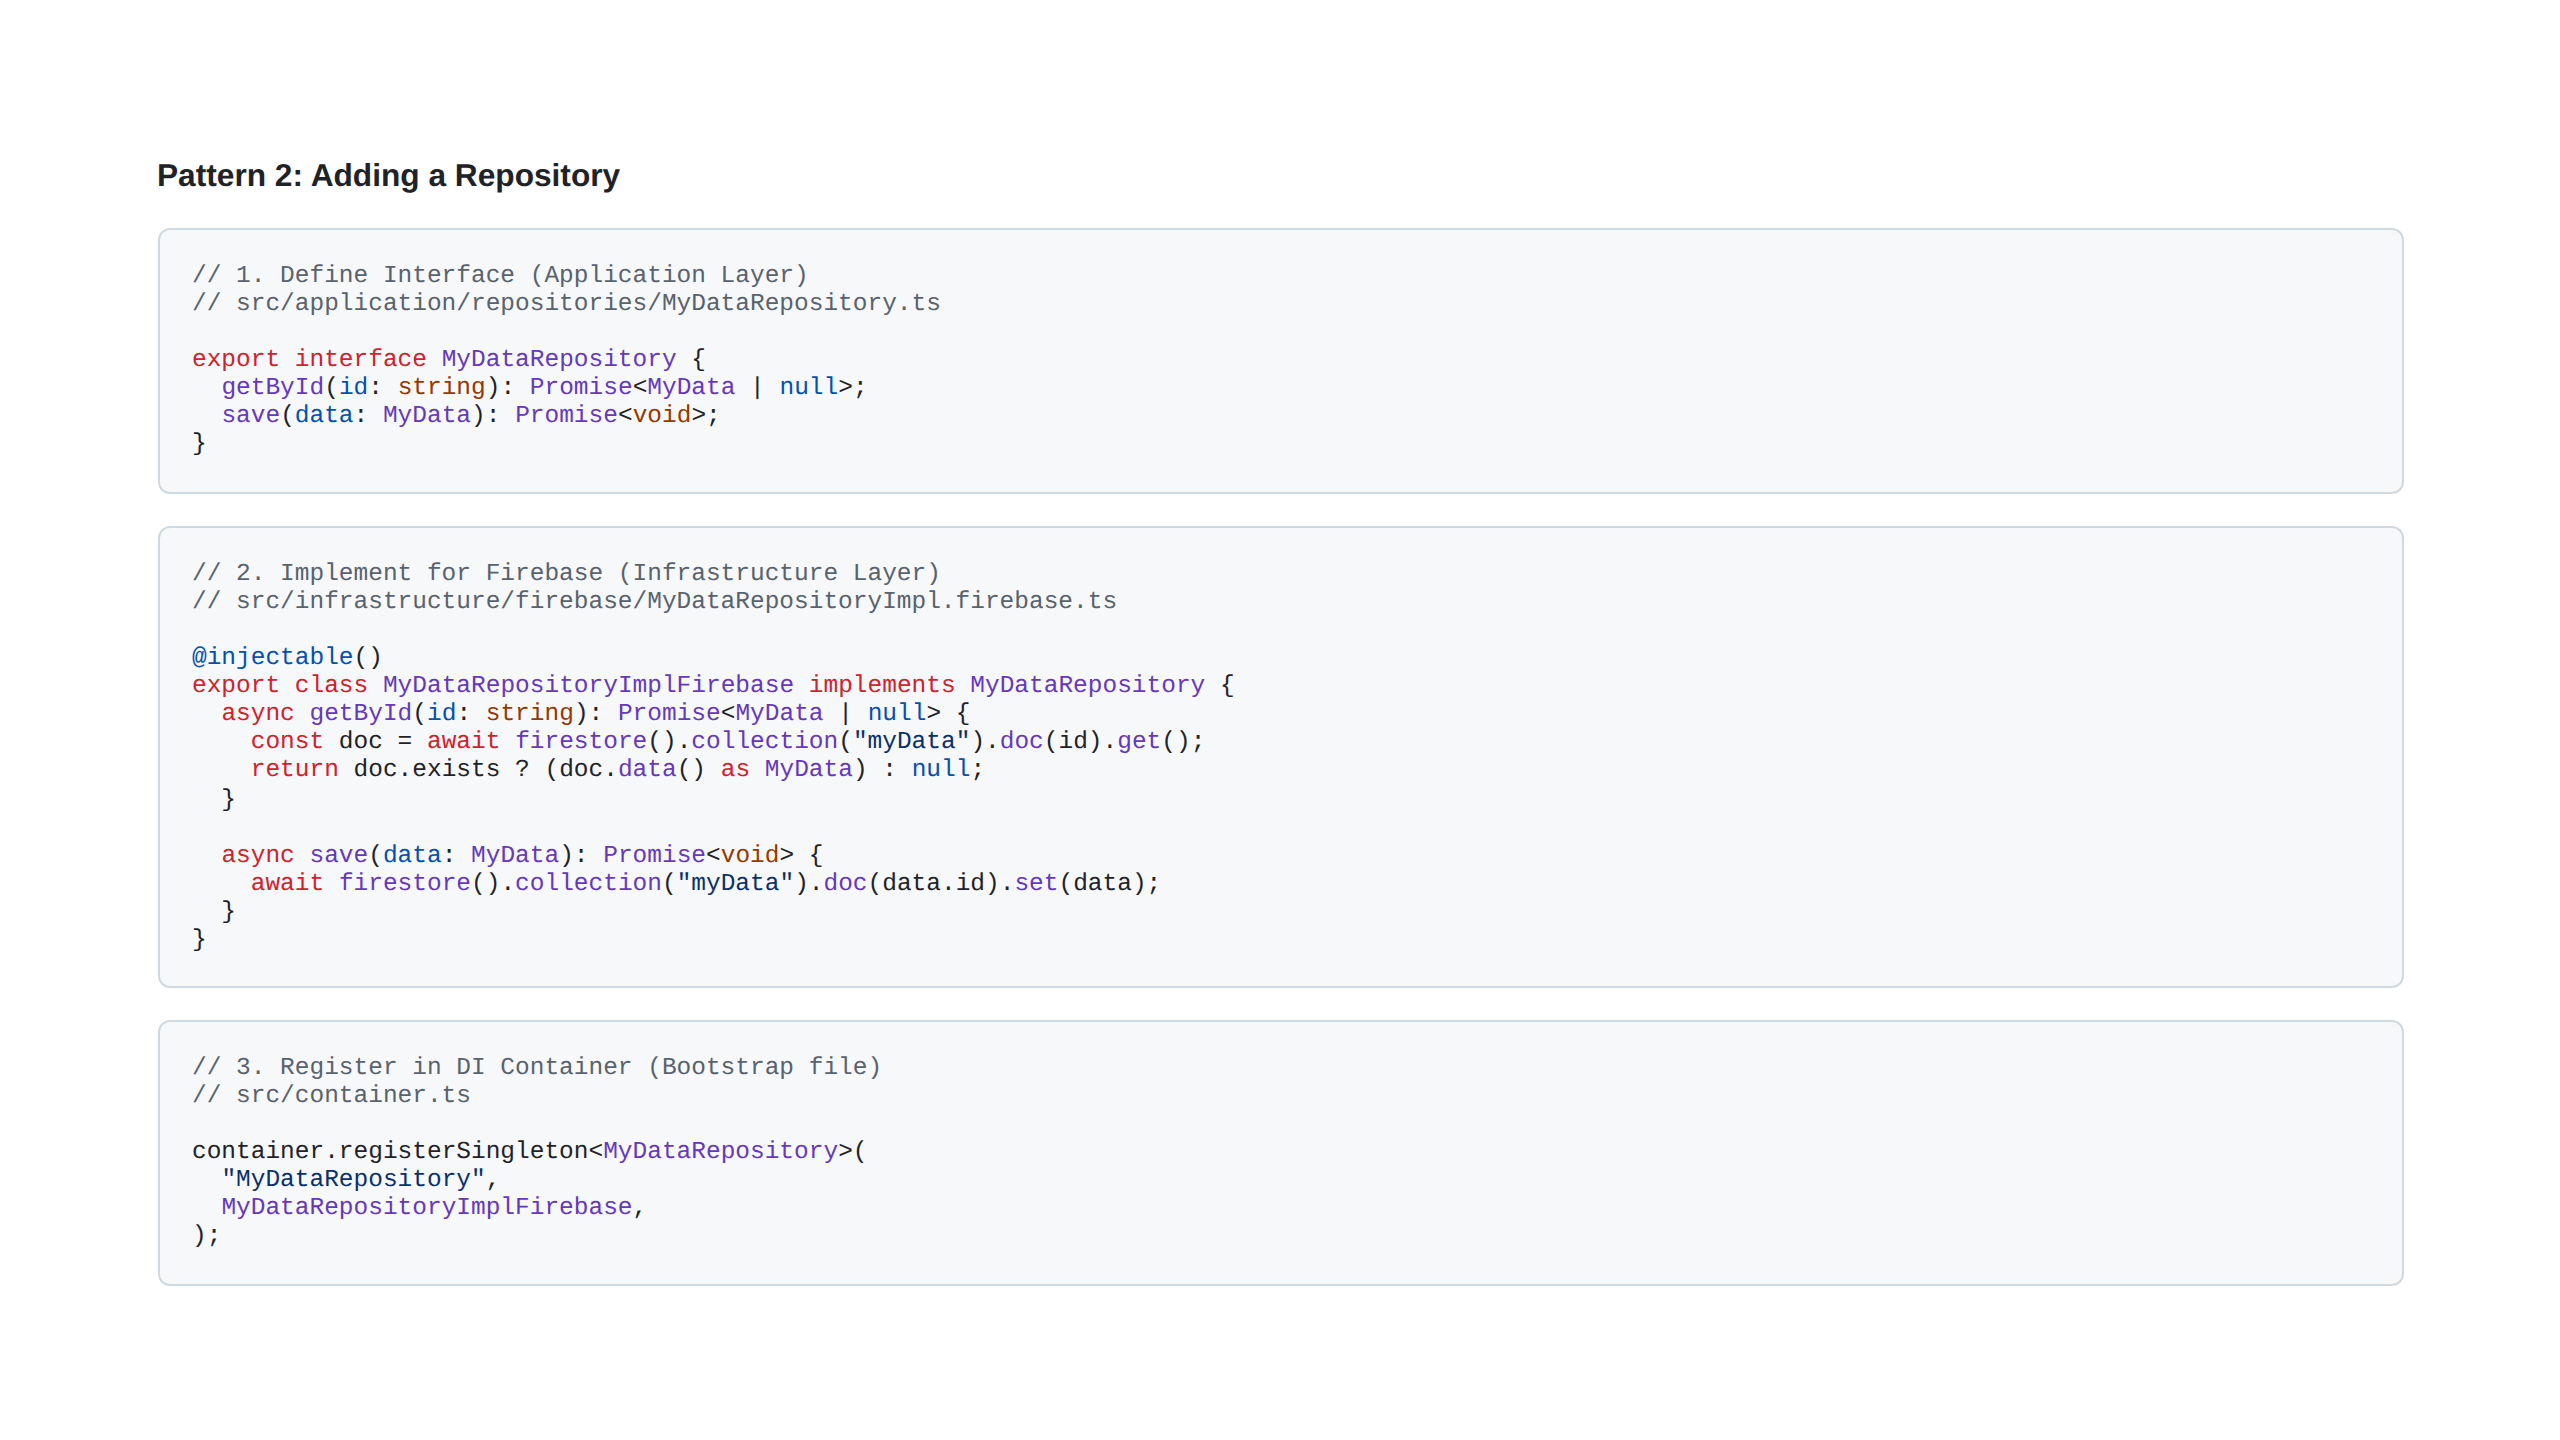 Pattern 2: Adding a Repository
// 1. Define Interface (Application Layer)
// src/application/repositories/MyDataRepository.ts
export interface MyDataRepository {
  getById(id: string): Promise<MyData | null>;
  save(data: MyData): Promise<void>;
}
// 2. Implement for Firebase (Infrastructure Layer)
// src/infrastructure/firebase/MyDataRepositoryImpl.firebase.ts
@injectable()
export class MyDataRepositoryImplFirebase implements MyDataRepository {
  async getById(id: string): Promise<MyData | null> {
    const doc = await firestore().collection("myData").doc(id).get();
    return doc.exists ? (doc.data() as MyData) : null;
  }
  async save(data: MyData): Promise<void> {
    await firestore().collection("myData").doc(data.id).set(data);
  }
}
// 3. Register in DI Container (Bootstrap file)
// src/container.ts
container.registerSingleton<MyDataRepository>(
  "MyDataRepository",
  MyDataRepositoryImplFirebase,
);